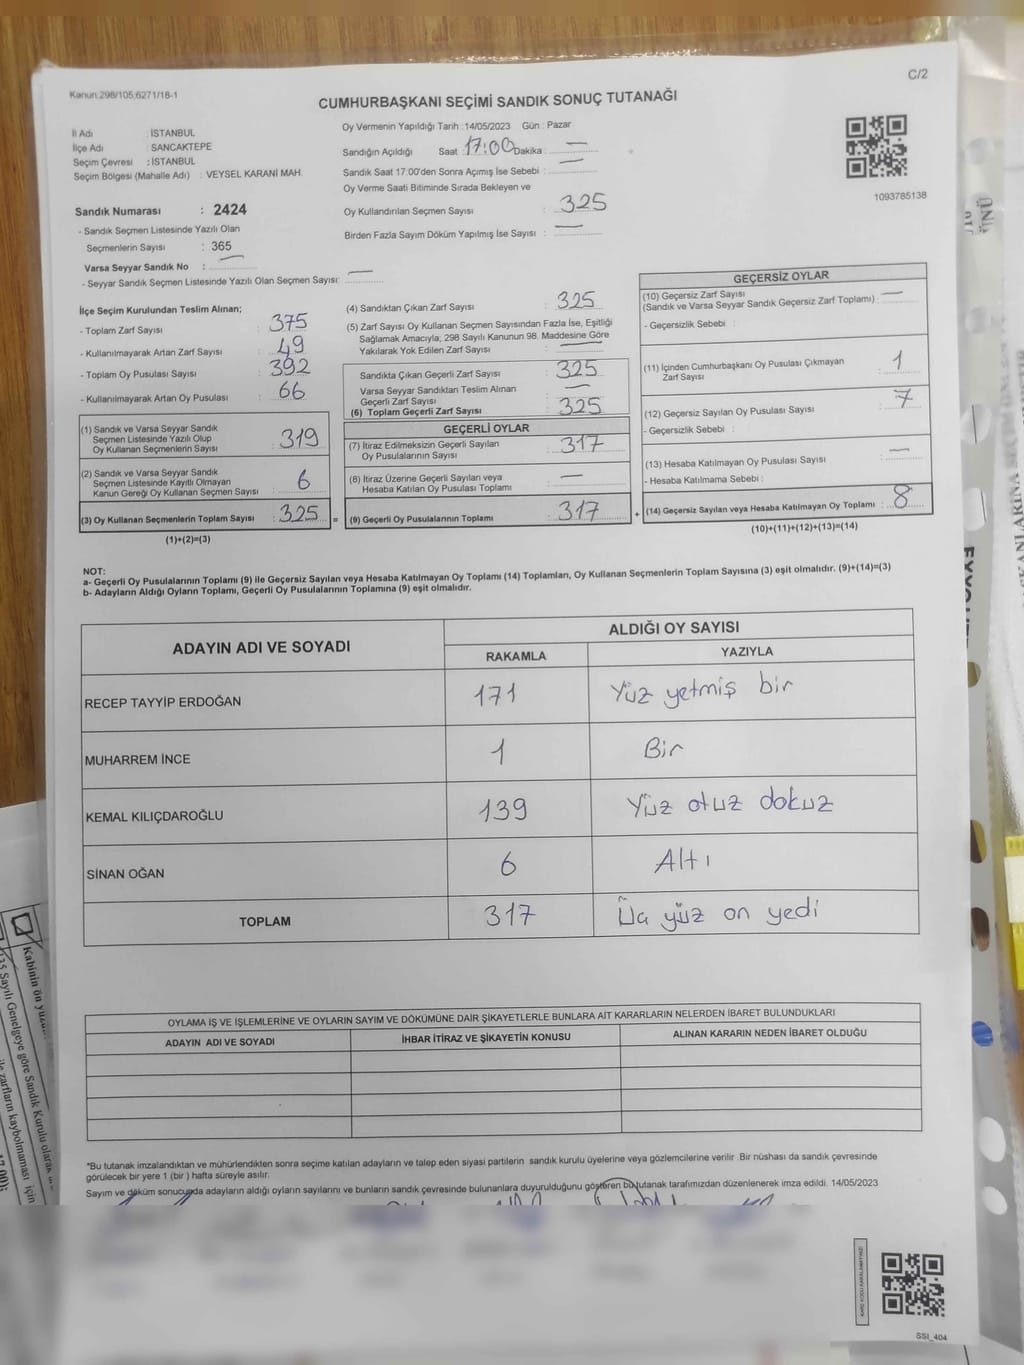 Kanun:298/105,6271/18-1
C/2
CUMHURBAŞKANI SEÇİMİ SANDIK SONUÇ TUTANAĞI
İl Adı : İSTANBUL
İlçe Adı : SANCAKTEPE
Seçim Çevresi : İSTANBUL
Seçim Bölgesi (Mahalle Adı) : VEYSEL KARANİ MAH.
Sandık Numarası : 2424
- Sandık Seçmen Listesinde Yazılı Olan
Seçmenlerin Sayısı : 365
Varsa Seyyar Sandık No : —
- Seyyar Sandık Seçmen Listesinde Yazılı Olan Seçmen Sayısı: —
Oy Vermenin Yapıldığı Tarih :14/05/2023 Gün : Pazar
Sandığın Açıldığı Saat :17:00 Dakika : —
Sandık Saat 17.00'den Sonra Açımış İse Sebebi : —
Oy Verme Saati Bitiminde Sırada Bekleyen ve
Oy Kullandırılan Seçmen Sayısı : 325
Birden Fazla Sayım Döküm Yapılmış İse Sayısı : —
1093785138
İlçe Seçim Kurulundan Teslim Alınan;
- Toplam Zarf Sayısı : 375
- Kullanılmayarak Artan Zarf Sayısı : 49
- Toplam Oy Pusulası Sayısı : 392
- Kullanılmayarak Artan Oy Pusulası : 66
(1) Sandık ve Varsa Seyyar Sandık
Seçmen Listesinde Yazılı Olup
Oy Kullanan Seçmenlerin Sayısı : 319
(2) Sandık ve Varsa Seyyar Sandık
Seçmen Listesinde Kayıtlı Olmayan
Kanun Gereği Oy Kullanan Seçmen Sayısı : 6
(3) Oy Kullanan Seçmenlerin Toplam Sayısı : 325 =
(1)+(2)=(3)
(4) Sandıktan Çıkan Zarf Sayısı : 325
(5) Zarf Sayısı Oy Kullanan Seçmen Sayısından Fazla İse, Eşitliği
Sağlamak Amacıyla, 298 Sayılı Kanunun 98. Maddesine Göre
Yakılarak Yok Edilen Zarf Sayısı : —
Sandıkta Çıkan Geçerli Zarf Sayısı : 325
Varsa Seyyar Sandıktan Teslim Alınan
Geçerli Zarf Sayısı : —
(6) Toplam Geçerli Zarf Sayısı : 325
GEÇERLİ OYLAR
(7) İtiraz Edilmeksizin Geçerli Sayılan
Oy Pusulalarının Sayısı : 317
(8) İtiraz Üzerine Geçerli Sayılan veya
Hesaba Katılan Oy Pusulası Toplamı : —
(9) Geçerli Oy Pusulalarının Toplamı : 317 +
GEÇERSİZ OYLAR
(10) Geçersiz Zarf Sayısı
(Sandık ve Varsa Seyyar Sandık Geçersiz Zarf Toplamı) : —
- Geçersizlik Sebebi :
(11) İçinden Cumhurbaşkanı Oy Pusulası Çıkmayan
Zarf Sayısı : 1
(12) Geçersiz Sayılan Oy Pusulası Sayısı : 7
- Geçersizlik Sebebi :
(13) Hesaba Katılmayan Oy Pusulası Sayısı : —
- Hesaba Katılmama Sebebi :
(14) Geçersiz Sayılan veya Hesaba Katılmayan Oy Toplamı : 8
(10)+(11)+(12)+(13)=(14)
NOT:
a- Geçerli Oy Pusulalarının Toplamı (9) ile Geçersiz Sayılan veya Hesaba Katılmayan Oy Toplamı (14) Toplamları, Oy Kullanan Seçmenlerin Toplam Sayısına (3) eşit olmalıdır. (9)+(14)=(3)
b- Adayların Aldığı Oyların Toplamı, Geçerli Oy Pusulalarının Toplamına (9) eşit olmalıdır.
ADAYIN ADI VE SOYADI ALDIĞI OY SAYISI
RAKAMLA YAZIYLA
RECEP TAYYİP ERDOĞAN 171 Yüz yetmiş bir
MUHARREM İNCE 1 Bir
KEMAL KILIÇDAROĞLU 139 Yüz otuz dokuz
SİNAN OĞAN 6 Altı
TOPLAM 317 Üç yüz on yedi
OYLAMA İŞ VE İŞLEMLERİNE VE OYLARIN SAYIM VE DÖKÜMÜNE DAİR ŞİKAYETLERLE BUNLARA AİT KARARLARIN NELERDEN İBARET BULUNDUKLARI
ADAYIN ADI VE SOYADI İHBAR İTİRAZ VE ŞİKAYETİN KONUSU ALINAN KARARIN NEDEN İBARET OLDUĞU
*Bu tutanak imzalandıktan ve mühürlendikten sonra seçime katılan adayların ve talep eden siyasi partilerin sandık kurulu üyelerine veya gözlemcilerine verilir .Bir nüshası da sandık çevresinde
görülecek bir yere 1 (bir ) hafta süreyle asılır.
Sayım ve döküm sonucunda adayların aldığı oyların sayılarını ve bunların sandık çevresinde bulunanlara duyurulduğunu gösteren bu tutanak tarafımızdan düzenlenerek imza edildi. 14/05/2023
SSİ_404
Kabinin ön
Sayılı Genelgeye göre Sandık Kurulu olarak
zarfların kaybolmaması için